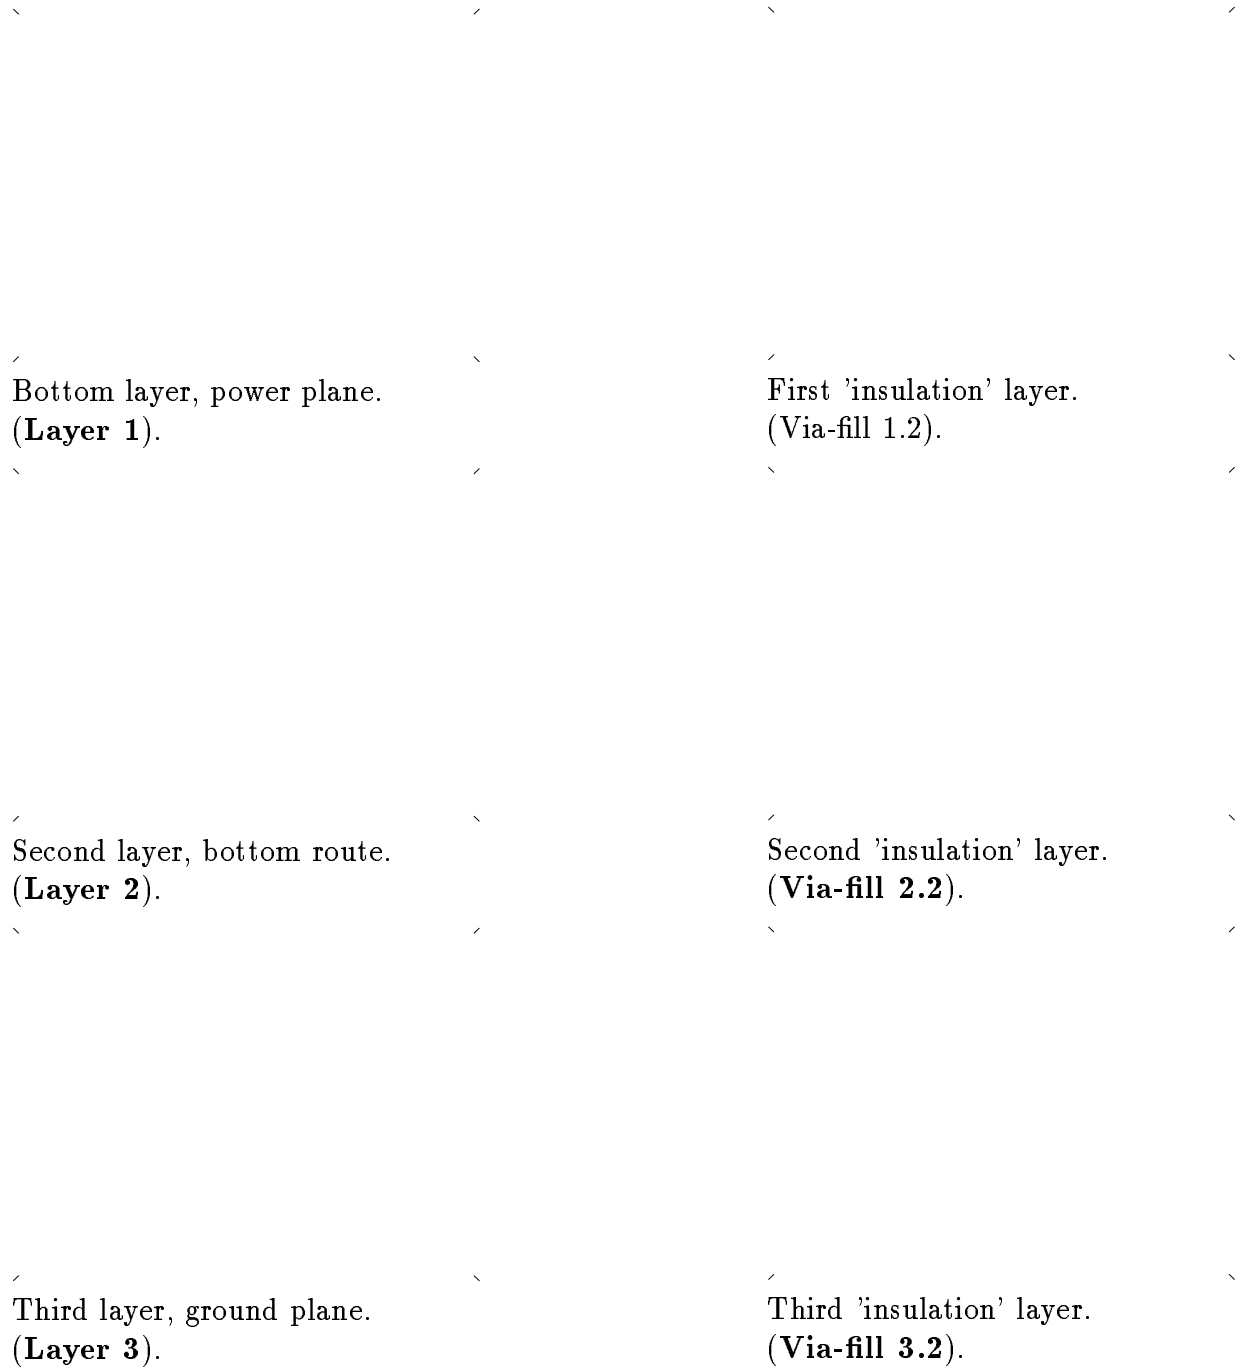 Bottom layer, power plane.
(Layer 1).
First 'insulation' layer.
(Via-fill 1.2).
Second layer, bottom route.
(Layer 2).
Second 'insulation' layer.
(Via-fill 2.2).
Third layer, ground plane.
(Layer 3).
Third 'insulation' layer.
(Via-fill 3.2).